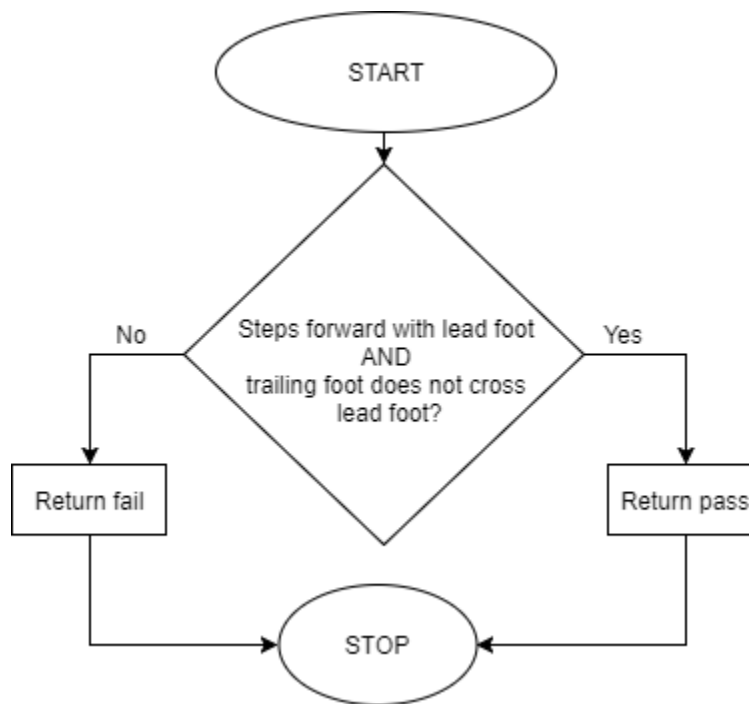 START
No
Yes
Steps forward with lead foot
AND
trailing foot does not cross
lead foot?
Return fail
Return pass
STOP